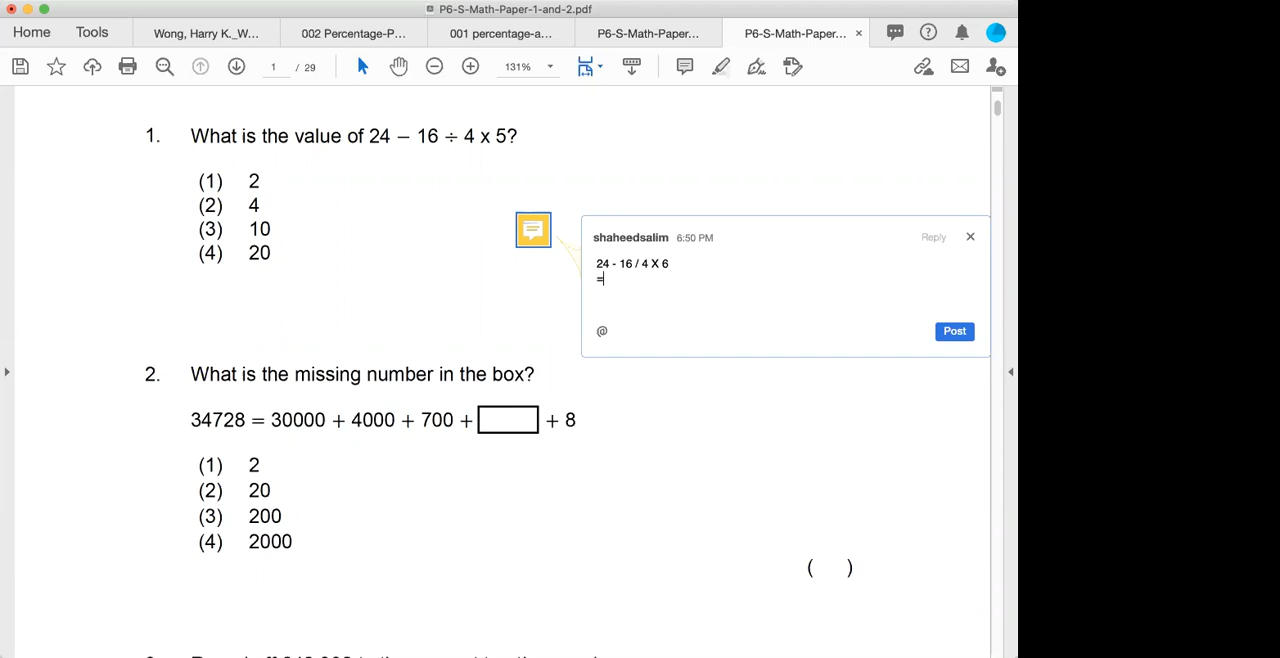 P6-S-Math-Paper-1-and-2.pdf
Home Tools Wong, Harry K._W... 002 Percentage-P... 001 percentage-a... P6-S-Math-Paper... P6-S-Math-Paper... ×
1 / 29 131%
1. What is the value of 24 – 16 ÷ 4 x 5?
(1) 2
(2) 4
(3) 10
(4) 20
shaheedsalim 6:50 PM Reply
24 - 16 / 4 X 6
=
@ Post
2. What is the missing number in the box?
34728 = 30000 + 4000 + 700 + + 8
(1) 2
(2) 20
(3) 200
(4) 2000
( )